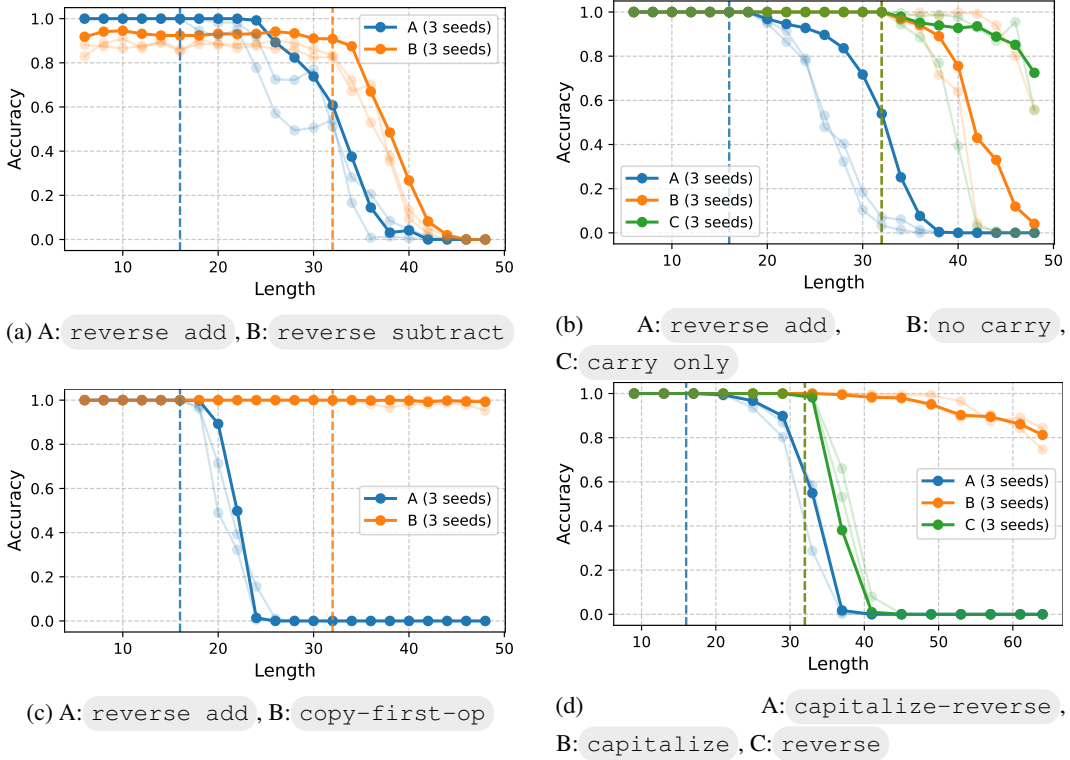 1.0
0.8
0.6
0.4
0.2
0.0
Accuracy
10 20 30 40 50
Length
A (3 seeds)
B (3 seeds)
(a) A: reverse add, B: reverse subtract
1.0
0.8
0.6
0.4
0.2
0.0
Accuracy
10 20 30 40 50
Length
A (3 seeds)
B (3 seeds)
C (3 seeds)
(b) A: reverse add, B: no carry,
C: carry only
1.0
0.8
0.6
0.4
0.2
0.0
Accuracy
10 20 30 40 50
Length
A (3 seeds)
B (3 seeds)
(c) A: reverse add, B: copy-first-op
1.0
0.8
0.6
0.4
0.2
0.0
Accuracy
10 20 30 40 50 60
Length
A (3 seeds)
B (3 seeds)
C (3 seeds)
(d) A: capitalize-reverse,
B: capitalize, C: reverse